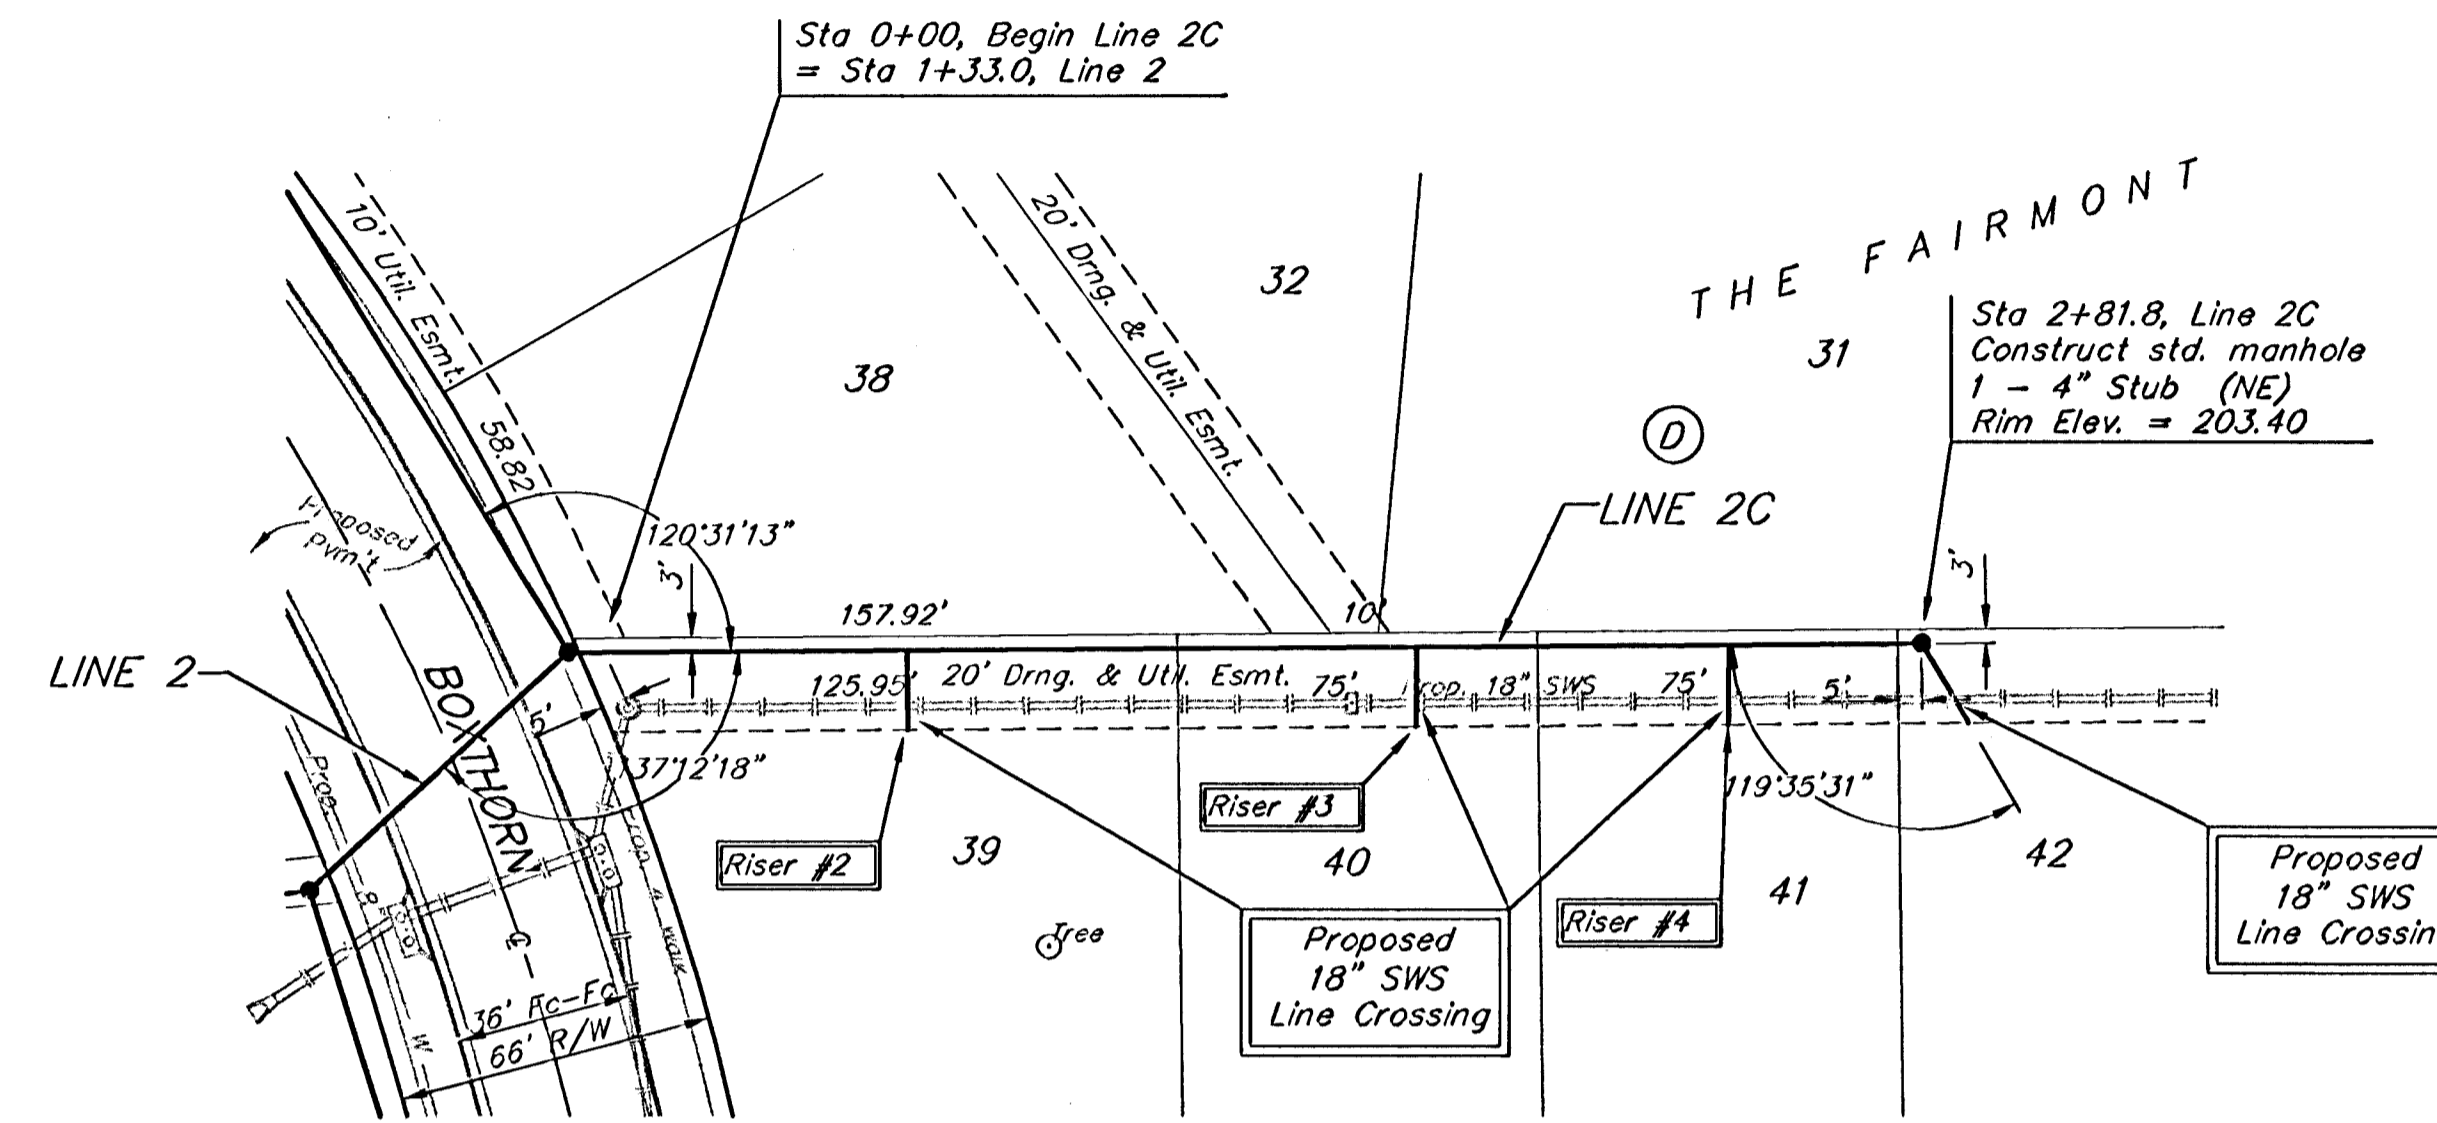 Sta 0+00, Begin Line 2C
= Sta 1+33.0, Line 2
THE FAIRMONT
10' Util. Esmt.
20' Drng. & Util. Esmt.
32
31
Sta 2+81.8, Line 2C
Construct std. manhole
1 - 4" Stub (NE)
Rim Elev. = 203.40
38
58.82
D
LINE 2C
Proposed
pvm't
120°31'13"
3'
3'
157.92'
10'
LINE 2
BOXTHORN
125.95'
20' Drng. & Util. Esmt.
75'
18" SWS
75'
5'
5'
37°12'18"
119°35'31"
Riser #2
39
Riser #3
40
Riser #4
41
42
Proposed
18" SWS
Line Crossin
Tree
Proposed
18" SWS
Line Crossing
Prop.
8"
W
4'
walk
℄
36' Fc-Fc
66' R/W